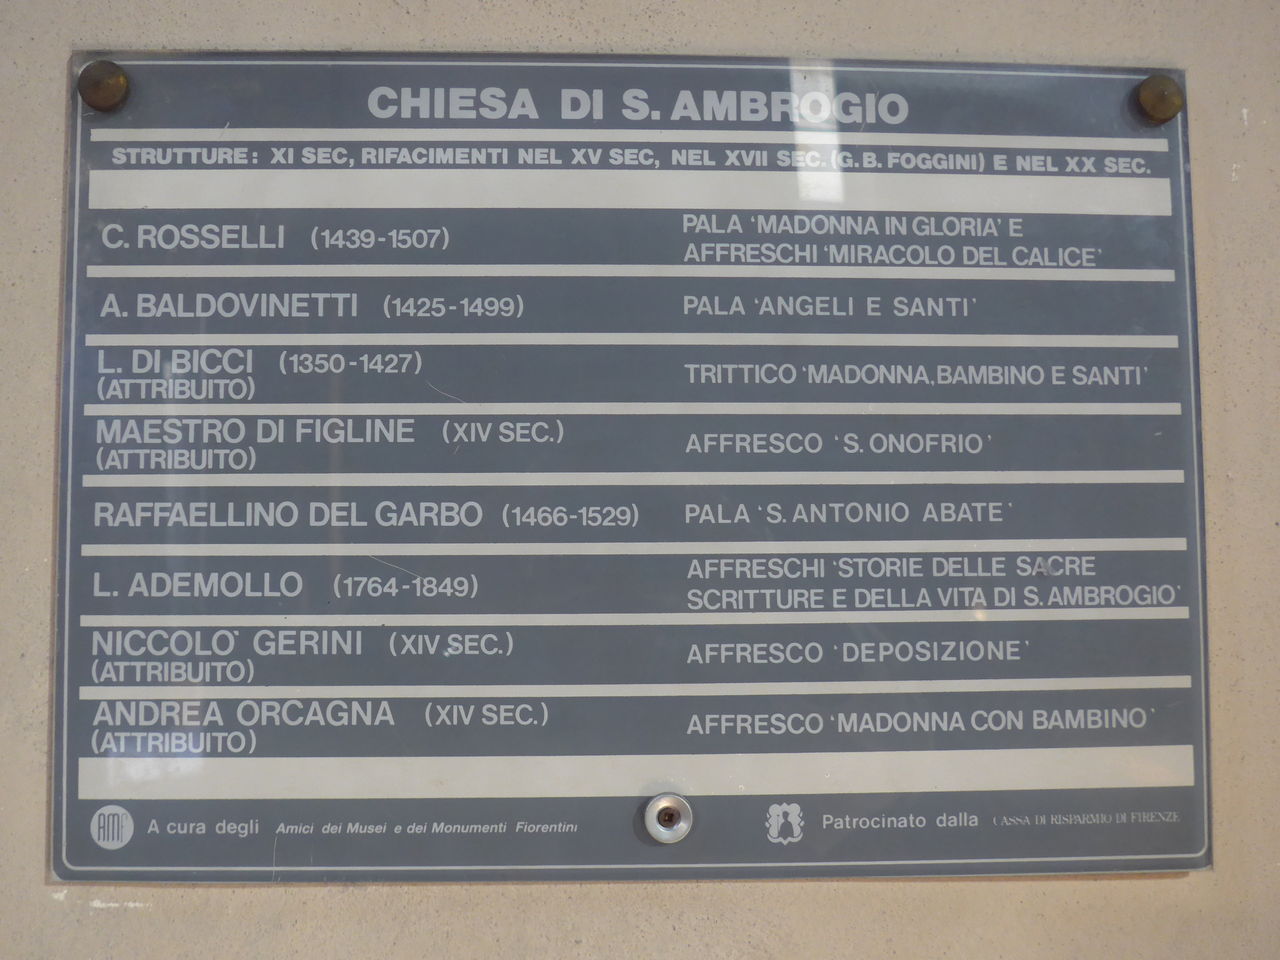 CHIESA DI S. AMBROGIO
STRUTTURE: XI SEC, RIFACIMENTI NEL XV SEC, NEL XVII SEC. (G.B. FOGGINI) E NEL XX SEC.
C. ROSSELLI (1439-1507)
PALA 'MADONNA IN GLORIA' E
AFFRESCHI 'MIRACOLO DEL CALICE'
A. BALDOVINETTI (1425-1499)
PALA 'ANGELI E SANTI'
L. DI BICCI (1350-1427)
(ATTRIBUITO)
TRITTICO 'MADONNA, BAMBINO E SANTI'
MAESTRO DI FIGLINE (XIV SEC.)
(ATTRIBUITO)
AFFRESCO 'S. ONOFRIO'
RAFFAELLINO DEL GARBO (1466-1529)
PALA 'S. ANTONIO ABATE'
L. ADEMOLLO (1764-1849)
AFFRESCHI 'STORIE DELLE SACRE
SCRITTURE E DELLA VITA DI S. AMBROGIO'
NICCOLO' GERINI (XIV SEC.)
(ATTRIBUITO)
AFFRESCO 'DEPOSIZIONE'
ANDREA ORCAGNA (XIV SEC.)
(ATTRIBUITO)
AFFRESCO 'MADONNA CON BAMBINO'
AMF A cura degli Amici dei Musei e dei Monumenti Fiorentini
Patrocinato dalla CASSA DI RISPARMIO DI FIRENZE